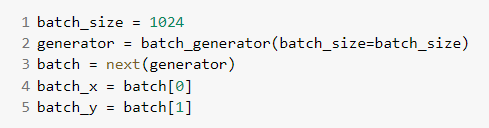 1 batch_size = 1024
2 generator = batch_generator(batch_size=batch_size)
3 batch = next(generator)
4 batch_x = batch[0]
5 batch_y = batch[1]